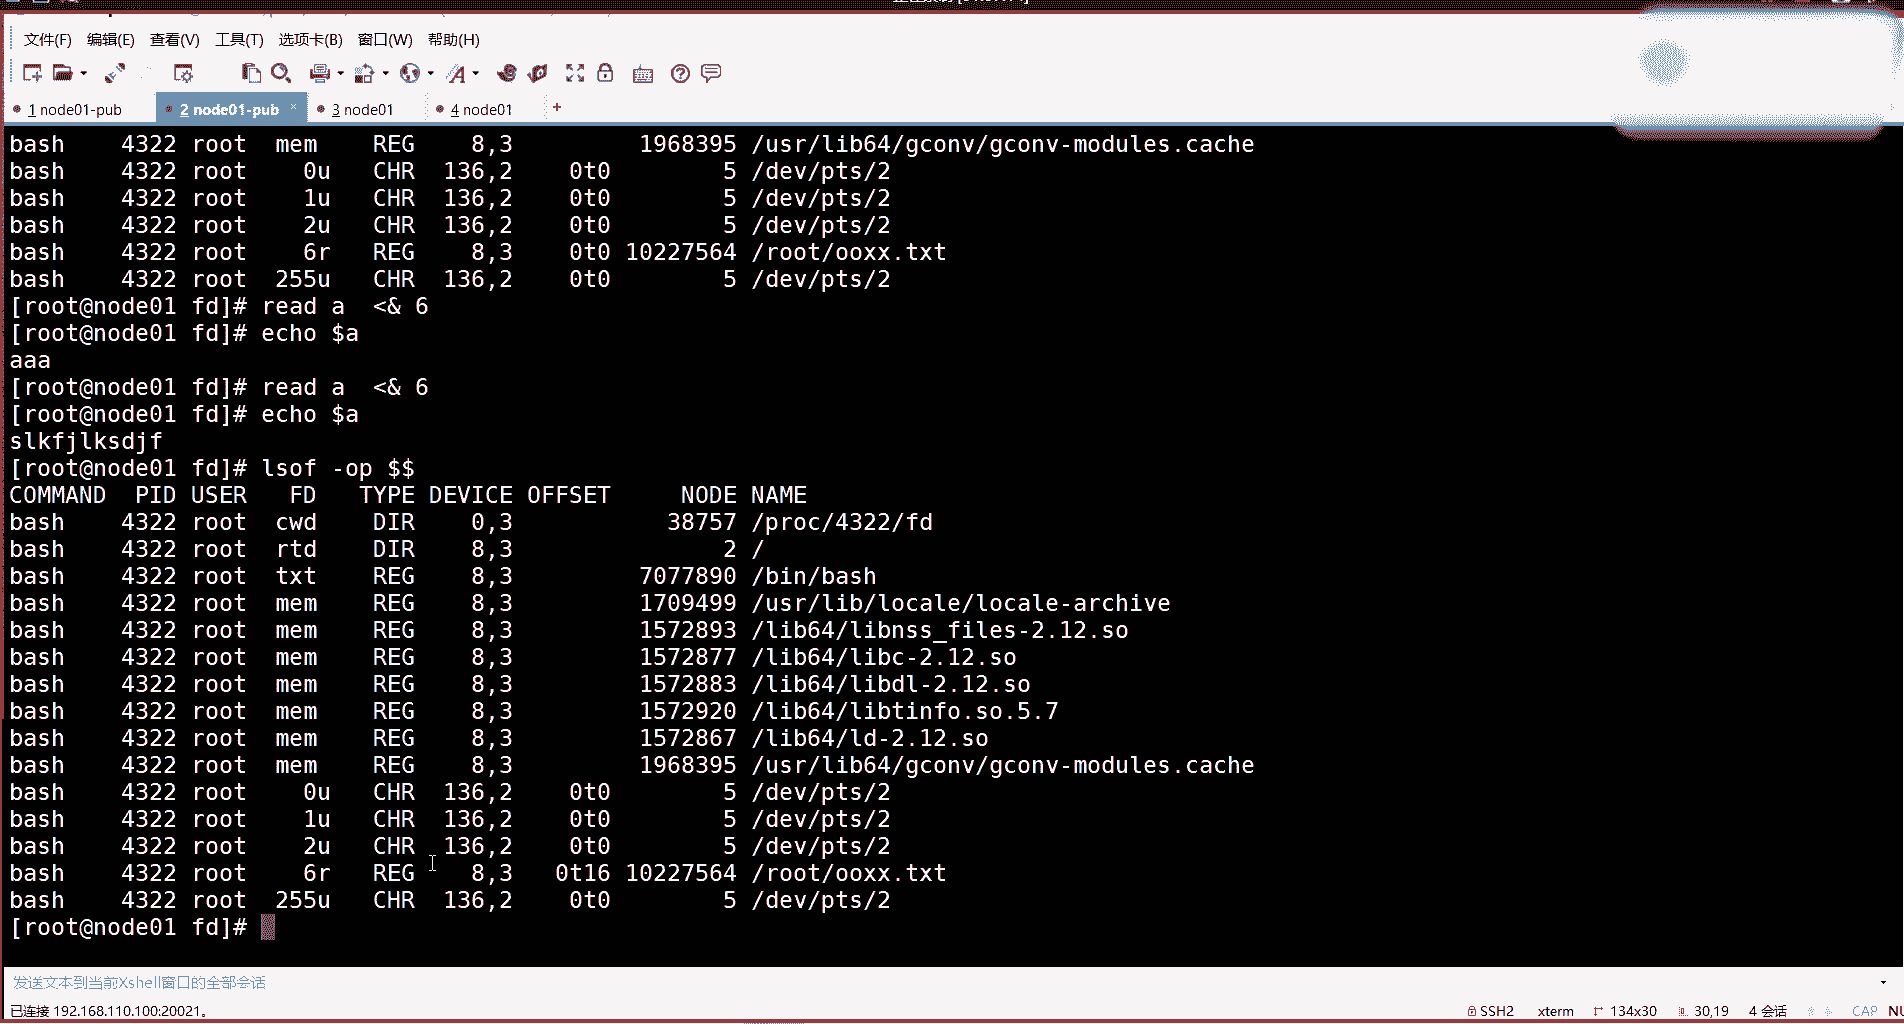 文件(F) 编辑(E) 查看(V) 工具(T) 选项卡(B) 窗口(W) 帮助(H)
1 node01-pub 2 node01-pub × 3 node01 4 node01 +
bash 4322 root mem REG 8,3 1968395 /usr/lib64/gconv/gconv-modules.cache
bash 4322 root 0u CHR 136,2 0t0 5 /dev/pts/2
bash 4322 root 1u CHR 136,2 0t0 5 /dev/pts/2
bash 4322 root 2u CHR 136,2 0t0 5 /dev/pts/2
bash 4322 root 6r REG 8,3 0t0 10227564 /root/ooxx.txt
bash 4322 root 255u CHR 136,2 0t0 5 /dev/pts/2
[root@node01 fd]# read a  <& 6
[root@node01 fd]# echo $a
aaa
[root@node01 fd]# read a  <& 6
[root@node01 fd]# echo $a
slkfjlksdjf
[root@node01 fd]# lsof -op $$
COMMAND PID USER FD TYPE DEVICE OFFSET NODE NAME
bash 4322 root cwd DIR 0,3 38757 /proc/4322/fd
bash 4322 root rtd DIR 8,3 2 /
bash 4322 root txt REG 8,3 7077890 /bin/bash
bash 4322 root mem REG 8,3 1709499 /usr/lib/locale/locale-archive
bash 4322 root mem REG 8,3 1572893 /lib64/libnss_files-2.12.so
bash 4322 root mem REG 8,3 1572877 /lib64/libc-2.12.so
bash 4322 root mem REG 8,3 1572883 /lib64/libdl-2.12.so
bash 4322 root mem REG 8,3 1572920 /lib64/libtinfo.so.5.7
bash 4322 root mem REG 8,3 1572867 /lib64/ld-2.12.so
bash 4322 root mem REG 8,3 1968395 /usr/lib64/gconv/gconv-modules.cache
bash 4322 root 0u CHR 136,2 0t0 5 /dev/pts/2
bash 4322 root 1u CHR 136,2 0t0 5 /dev/pts/2
bash 4322 root 2u CHR 136,2 0t0 5 /dev/pts/2
bash 4322 root 6r REG 8,3 0t16 10227564 /root/ooxx.txt
bash 4322 root 255u CHR 136,2 0t0 5 /dev/pts/2
[root@node01 fd]#
发送文本到当前Xshell窗口的全部会话
已连接 192.168.110.100:20021。 SSH2 xterm 134x30 30,19 4 会话 CAP